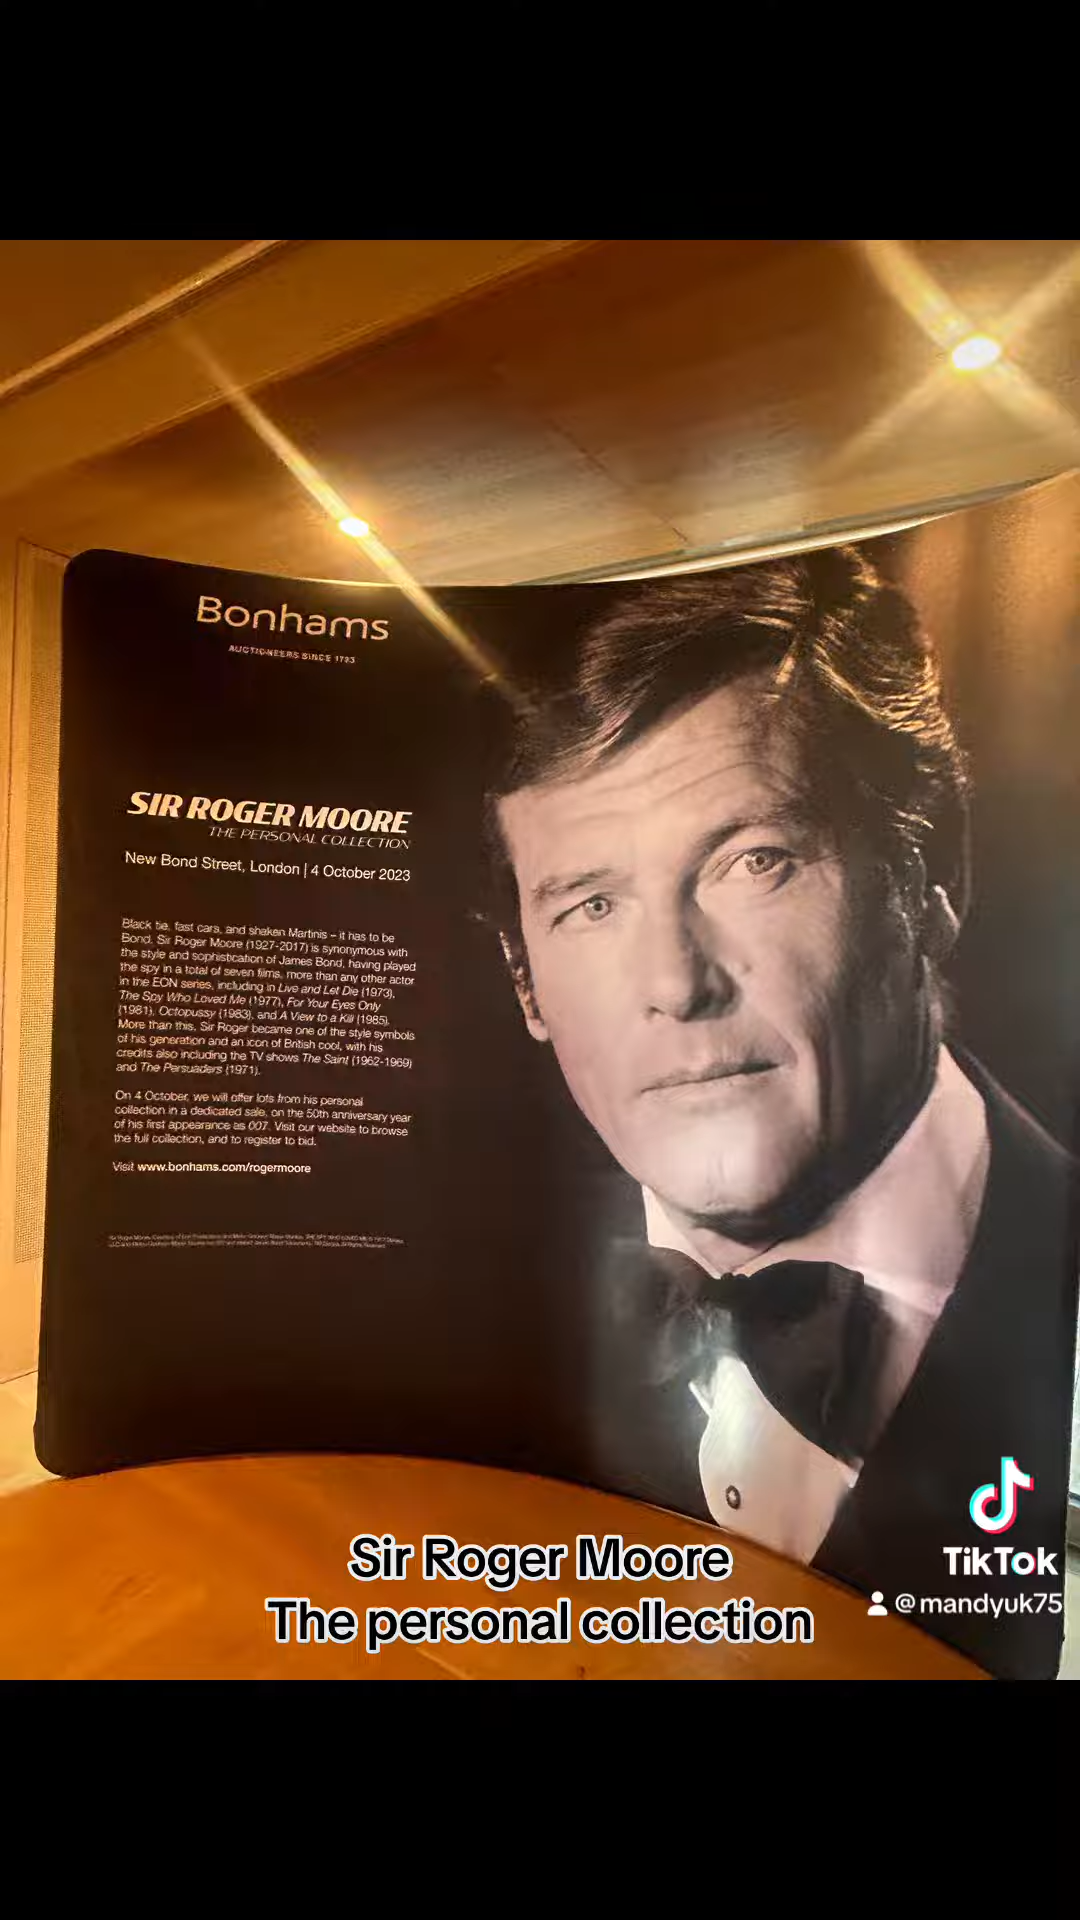 Bonhams
AUCTIONEERS SINCE 1793
SIR ROGER MOORE
THE PERSONAL COLLECTION
New Bond Street, London | 4 October 2023
Black tie, fast cars, and shaken Martinis – it has to be
Bond. Sir Roger Moore (1927-2017) is synonymous with
the style and sophistication of James Bond, having played
the spy in a total of seven films, more than any other actor
in the EON series, including in Live and Let Die (1973),
The Spy Who Loved Me (1977), For Your Eyes Only
(1981), Octopussy (1983), and A View to a Kill (1985).
More than this, Sir Roger became one of the style symbols
of his generation and an icon of British cool, with his
credits also including the TV shows The Saint (1962-1969)
and The Persuaders (1971).
On 4 October, we will offer lots from his personal
collection in a dedicated sale, on the 50th anniversary year
of his first appearance as 007. Visit our website to browse
the full collection, and to register to bid.
Visit www.bonhams.com/rogermoore
Sir Roger Moore
The personal collection
TikTok
@mandyuk75